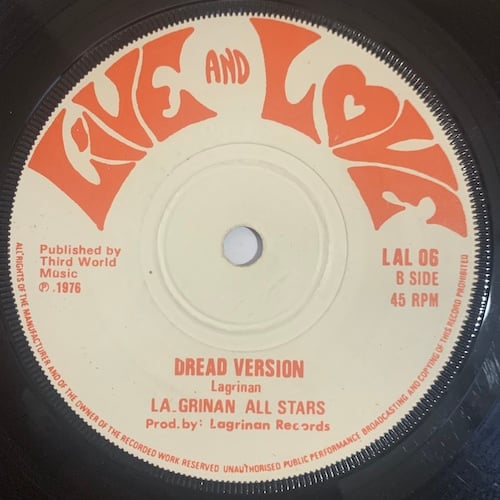 LIVE AND LOVE
Published by
Third World
Music
℗.1976
LAL 06
B SIDE
45 RPM
DREAD VERSION
Lagrinan
LA.GRINAN ALL STARS
Prod.by: Lagrinan Records
ALL RIGHTS OF THE MANUFACTURER AND OF THE OWNER OF THE RECORDED WORK RESERVED UNAUTHORISED PUBLIC PERFORMANCE BROADCASTING AND COPYING OF THIS RECORD PROHIBITED